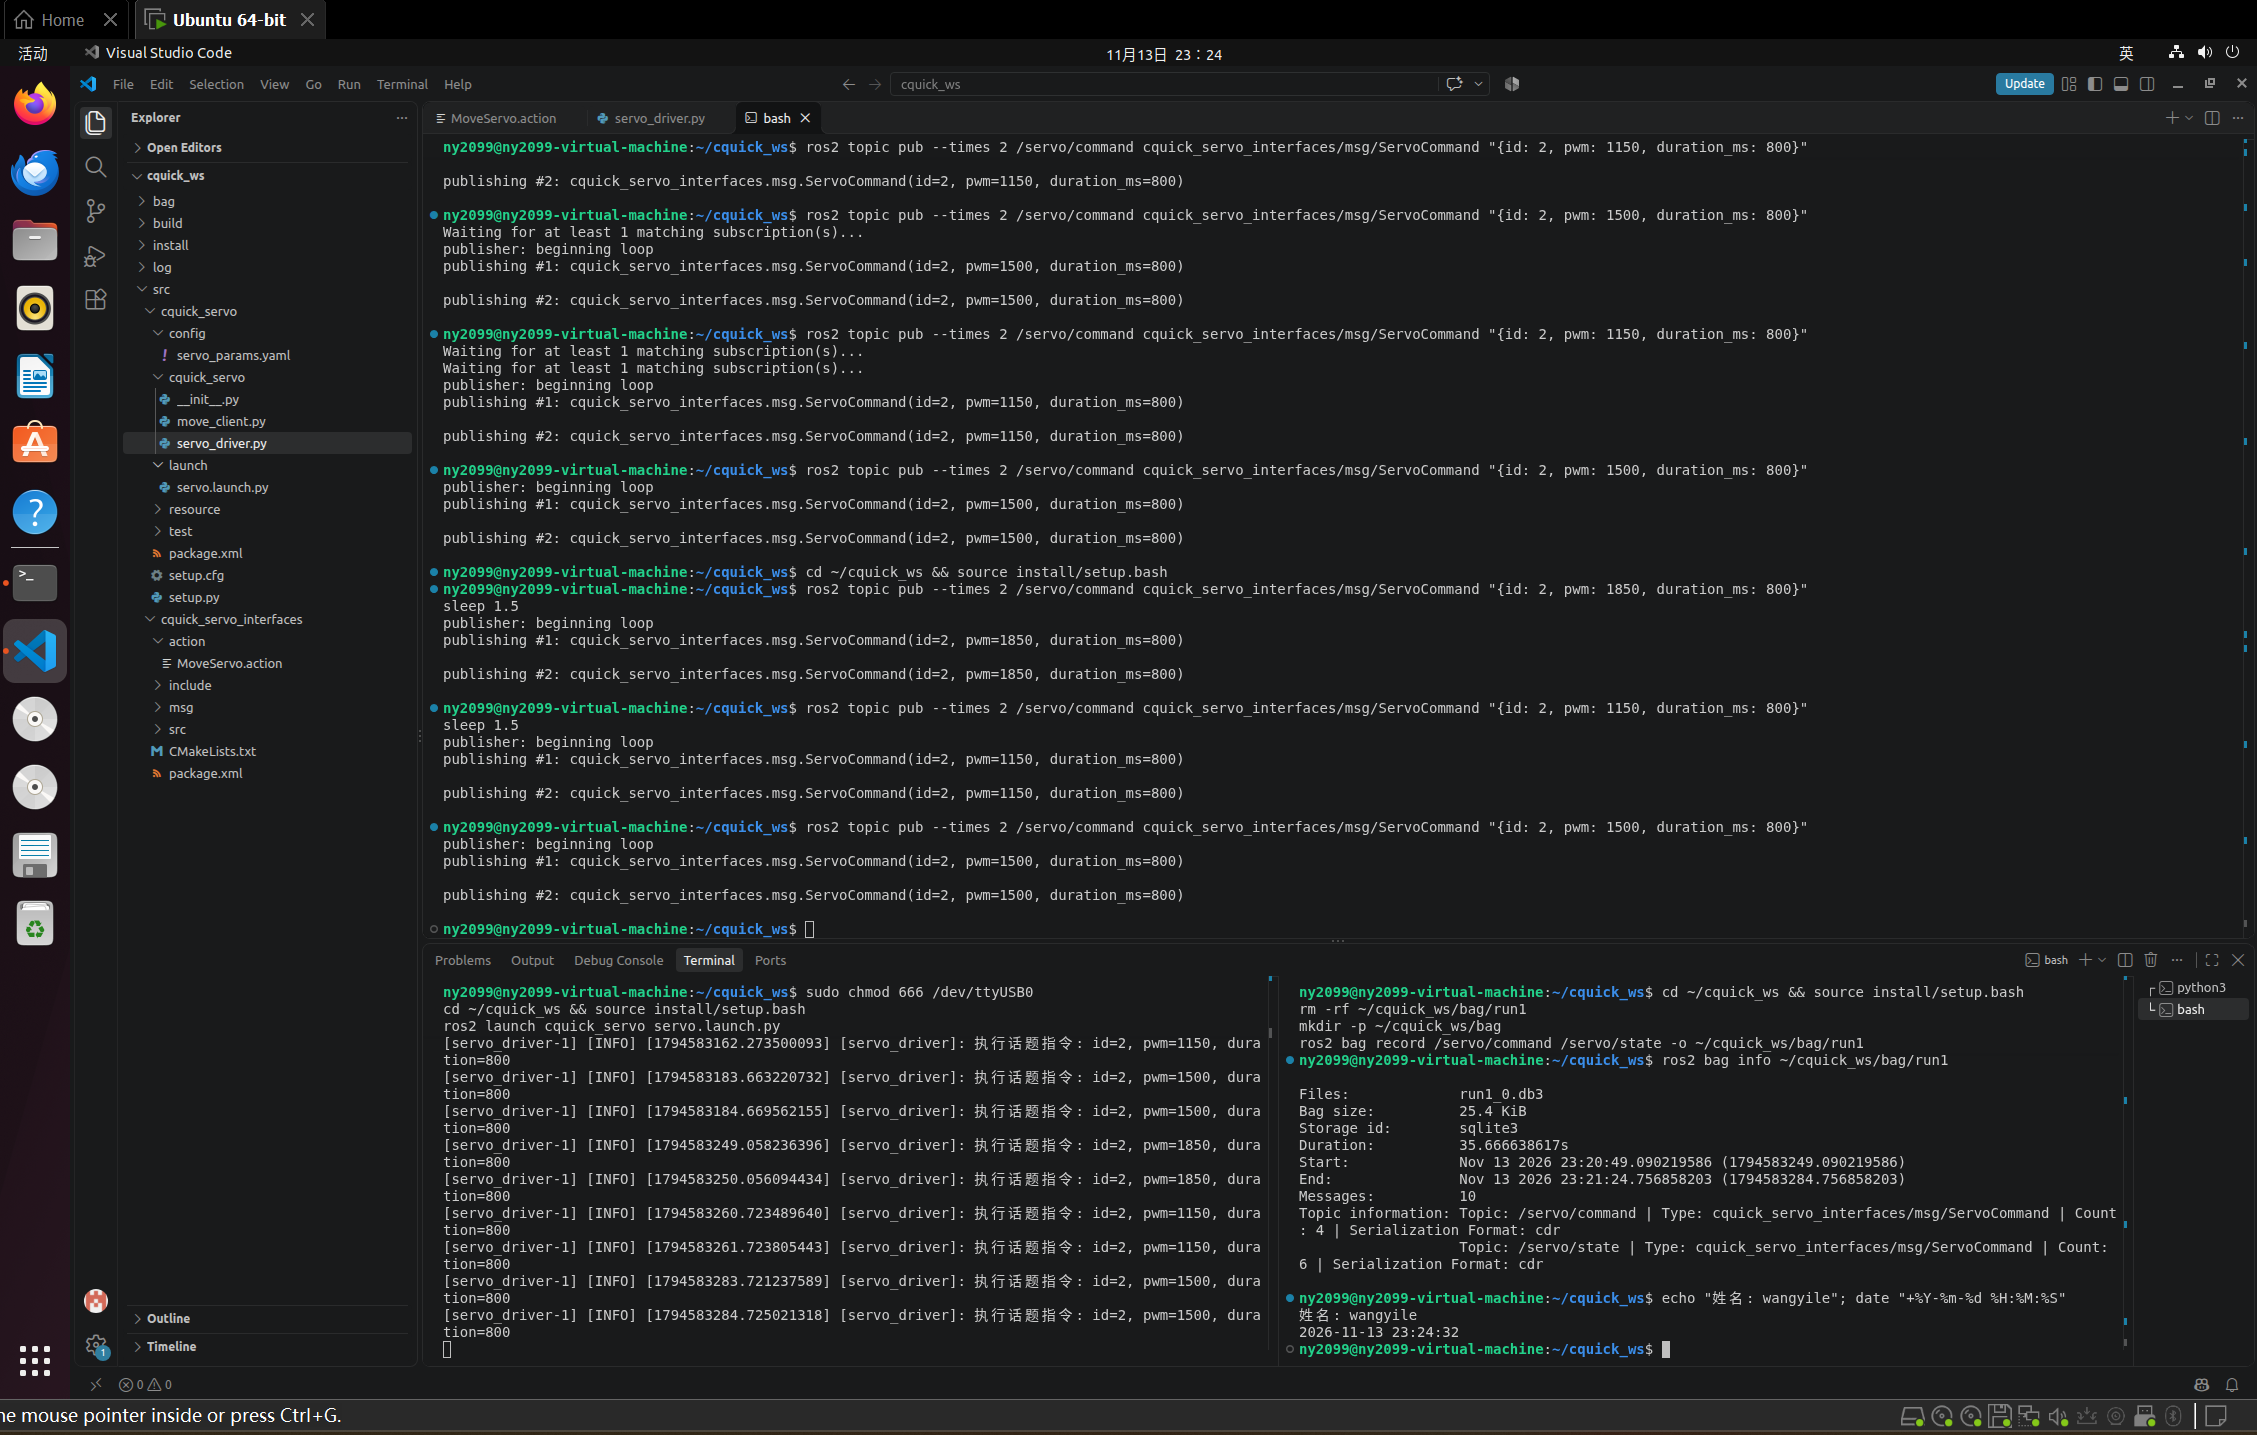 Home
Ubuntu 64-bit
活动
Visual Studio Code
11月13日 23：24
英
File Edit Selection View Go Run Terminal Help
cquick_ws
Update
Explorer
Open Editors
cquick_ws
bag
build
install
log
src
cquick_servo
config
servo_params.yaml
cquick_servo
__init__.py
move_client.py
servo_driver.py
launch
servo.launch.py
resource
test
package.xml
setup.cfg
setup.py
cquick_servo_interfaces
action
MoveServo.action
include
msg
src
CMakeLists.txt
package.xml
Outline
Timeline
MoveServo.action servo_driver.py bash
ny2099@ny2099-virtual-machine:~/cquick_ws$ ros2 topic pub --times 2 /servo/command cquick_servo_interfaces/msg/ServoCommand "{id: 2, pwm: 1150, duration_ms: 800}"
publishing #2: cquick_servo_interfaces.msg.ServoCommand(id=2, pwm=1150, duration_ms=800)
ny2099@ny2099-virtual-machine:~/cquick_ws$ ros2 topic pub --times 2 /servo/command cquick_servo_interfaces/msg/ServoCommand "{id: 2, pwm: 1500, duration_ms: 800}"
Waiting for at least 1 matching subscription(s)...
publisher: beginning loop
publishing #1: cquick_servo_interfaces.msg.ServoCommand(id=2, pwm=1500, duration_ms=800)
publishing #2: cquick_servo_interfaces.msg.ServoCommand(id=2, pwm=1500, duration_ms=800)
ny2099@ny2099-virtual-machine:~/cquick_ws$ ros2 topic pub --times 2 /servo/command cquick_servo_interfaces/msg/ServoCommand "{id: 2, pwm: 1150, duration_ms: 800}"
Waiting for at least 1 matching subscription(s)...
Waiting for at least 1 matching subscription(s)...
publisher: beginning loop
publishing #1: cquick_servo_interfaces.msg.ServoCommand(id=2, pwm=1150, duration_ms=800)
publishing #2: cquick_servo_interfaces.msg.ServoCommand(id=2, pwm=1150, duration_ms=800)
ny2099@ny2099-virtual-machine:~/cquick_ws$ ros2 topic pub --times 2 /servo/command cquick_servo_interfaces/msg/ServoCommand "{id: 2, pwm: 1500, duration_ms: 800}"
publisher: beginning loop
publishing #1: cquick_servo_interfaces.msg.ServoCommand(id=2, pwm=1500, duration_ms=800)
publishing #2: cquick_servo_interfaces.msg.ServoCommand(id=2, pwm=1500, duration_ms=800)
ny2099@ny2099-virtual-machine:~/cquick_ws$ cd ~/cquick_ws && source install/setup.bash
ny2099@ny2099-virtual-machine:~/cquick_ws$ ros2 topic pub --times 2 /servo/command cquick_servo_interfaces/msg/ServoCommand "{id: 2, pwm: 1850, duration_ms: 800}"
sleep 1.5
publisher: beginning loop
publishing #1: cquick_servo_interfaces.msg.ServoCommand(id=2, pwm=1850, duration_ms=800)
publishing #2: cquick_servo_interfaces.msg.ServoCommand(id=2, pwm=1850, duration_ms=800)
ny2099@ny2099-virtual-machine:~/cquick_ws$ ros2 topic pub --times 2 /servo/command cquick_servo_interfaces/msg/ServoCommand "{id: 2, pwm: 1150, duration_ms: 800}"
sleep 1.5
publisher: beginning loop
publishing #1: cquick_servo_interfaces.msg.ServoCommand(id=2, pwm=1150, duration_ms=800)
publishing #2: cquick_servo_interfaces.msg.ServoCommand(id=2, pwm=1150, duration_ms=800)
ny2099@ny2099-virtual-machine:~/cquick_ws$ ros2 topic pub --times 2 /servo/command cquick_servo_interfaces/msg/ServoCommand "{id: 2, pwm: 1500, duration_ms: 800}"
publisher: beginning loop
publishing #1: cquick_servo_interfaces.msg.ServoCommand(id=2, pwm=1500, duration_ms=800)
publishing #2: cquick_servo_interfaces.msg.ServoCommand(id=2, pwm=1500, duration_ms=800)
ny2099@ny2099-virtual-machine:~/cquick_ws$
Problems Output Debug Console Terminal Ports
bash
ny2099@ny2099-virtual-machine:~/cquick_ws$ sudo chmod 666 /dev/ttyUSB0
cd ~/cquick_ws && source install/setup.bash
ros2 launch cquick_servo servo.launch.py
[servo_driver-1] [INFO] [1794583162.273500093] [servo_driver]: 执行话题指令: id=2, pwm=1150, dura
tion=800
[servo_driver-1] [INFO] [1794583183.663220732] [servo_driver]: 执行话题指令: id=2, pwm=1500, dura
tion=800
[servo_driver-1] [INFO] [1794583184.669562155] [servo_driver]: 执行话题指令: id=2, pwm=1500, dura
tion=800
[servo_driver-1] [INFO] [1794583249.058236396] [servo_driver]: 执行话题指令: id=2, pwm=1850, dura
tion=800
[servo_driver-1] [INFO] [1794583250.056094434] [servo_driver]: 执行话题指令: id=2, pwm=1850, dura
tion=800
[servo_driver-1] [INFO] [1794583260.723489640] [servo_driver]: 执行话题指令: id=2, pwm=1150, dura
tion=800
[servo_driver-1] [INFO] [1794583261.723805443] [servo_driver]: 执行话题指令: id=2, pwm=1150, dura
tion=800
[servo_driver-1] [INFO] [1794583283.721237589] [servo_driver]: 执行话题指令: id=2, pwm=1500, dura
tion=800
[servo_driver-1] [INFO] [1794583284.725021318] [servo_driver]: 执行话题指令: id=2, pwm=1500, dura
tion=800
ny2099@ny2099-virtual-machine:~/cquick_ws$ cd ~/cquick_ws && source install/setup.bash
rm -rf ~/cquick_ws/bag/run1
mkdir -p ~/cquick_ws/bag
ros2 bag record /servo/command /servo/state -o ~/cquick_ws/bag/run1
ny2099@ny2099-virtual-machine:~/cquick_ws$ ros2 bag info ~/cquick_ws/bag/run1
Files: run1_0.db3
Bag size: 25.4 KiB
Storage id: sqlite3
Duration: 35.666638617s
Start: Nov 13 2026 23:20:49.090219586 (1794583249.090219586)
End: Nov 13 2026 23:21:24.756858203 (1794583284.756858203)
Messages: 10
Topic information: Topic: /servo/command | Type: cquick_servo_interfaces/msg/ServoCommand | Count
: 4 | Serialization Format: cdr
Topic: /servo/state | Type: cquick_servo_interfaces/msg/ServoCommand | Count:
6 | Serialization Format: cdr
ny2099@ny2099-virtual-machine:~/cquick_ws$ echo "姓名: wangyile"; date "+%Y-%m-%d %H:%M:%S"
姓名: wangyile
2026-11-13 23:24:32
ny2099@ny2099-virtual-machine:~/cquick_ws$
python3
bash
1
0 0
he mouse pointer inside or press Ctrl+G.